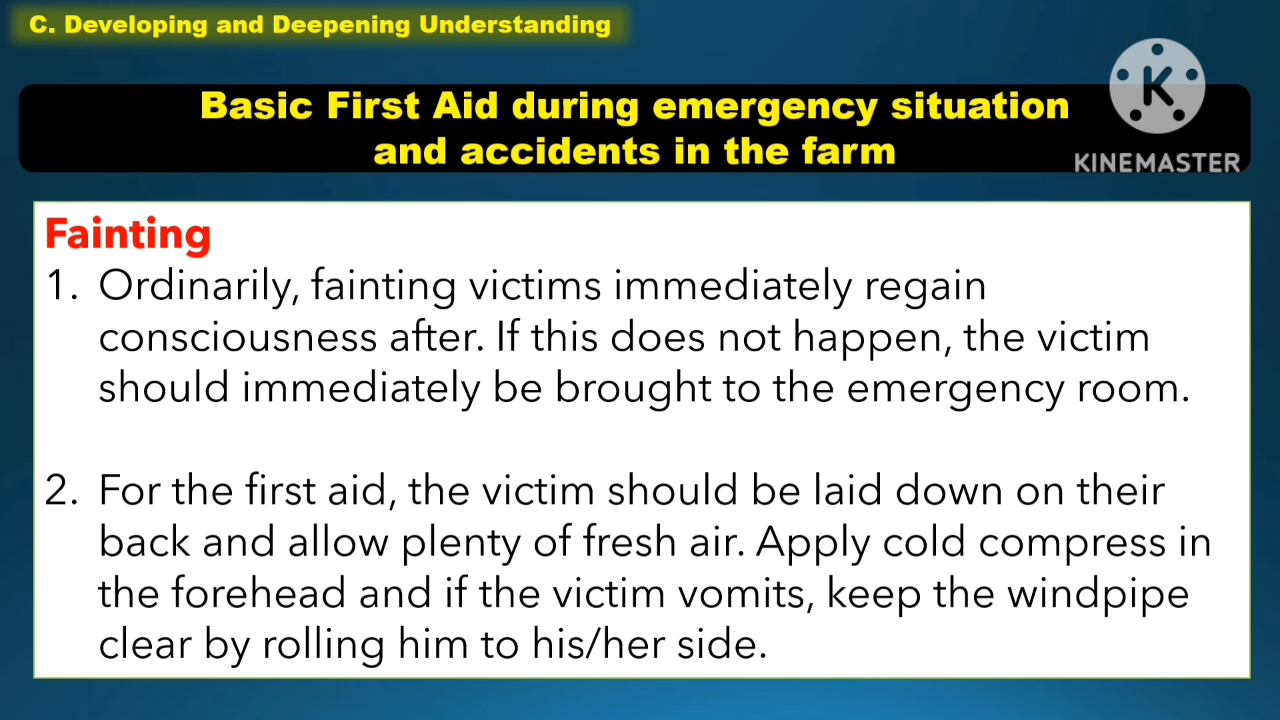 C. Developing and Deepening Understanding
Basic First Aid during emergency situation
and accidents in the farm
K
KINEMASTER
Fainting
1. Ordinarily, fainting victims immediately regain
consciousness after. If this does not happen, the victim
should immediately be brought to the emergency room.
2. For the first aid, the victim should be laid down on their
back and allow plenty of fresh air. Apply cold compress in
the forehead and if the victim vomits, keep the windpipe
clear by rolling him to his/her side.